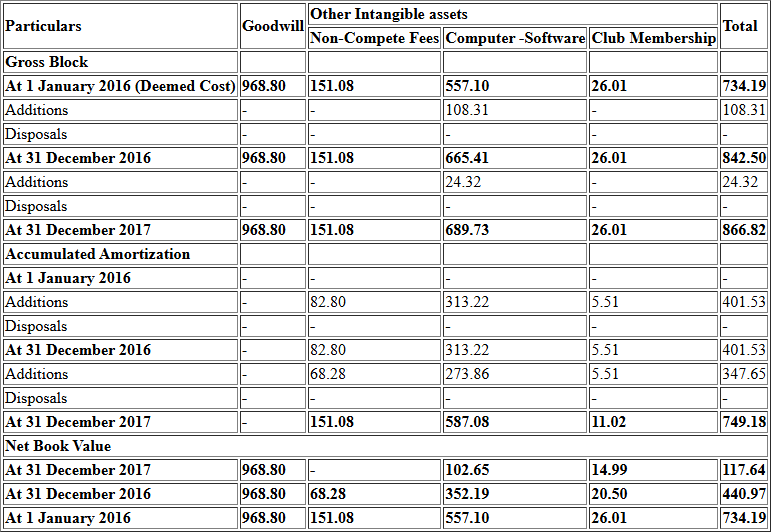 Particulars Goodwill Other Intangible assets Total
Non-Compete Fees Computer -Software Club Membership
Gross Block
At 1 January 2016 (Deemed Cost) 968.80 151.08 557.10 26.01 734.19
Additions - - 108.31 - 108.31
Disposals - - - - -
At 31 December 2016 968.80 151.08 665.41 26.01 842.50
Additions - - 24.32 - 24.32
Disposals - - - - -
At 31 December 2017 968.80 151.08 689.73 26.01 866.82
Accumulated Amortization
At 1 January 2016 - - - - -
Additions - 82.80 313.22 5.51 401.53
Disposals - - - - -
At 31 December 2016 - 82.80 313.22 5.51 401.53
Additions - 68.28 273.86 5.51 347.65
Disposals - - - - -
At 31 December 2017 - 151.08 587.08 11.02 749.18
Net Book Value
At 31 December 2017 968.80 - 102.65 14.99 117.64
At 31 December 2016 968.80 68.28 352.19 20.50 440.97
At 1 January 2016 968.80 151.08 557.10 26.01 734.19